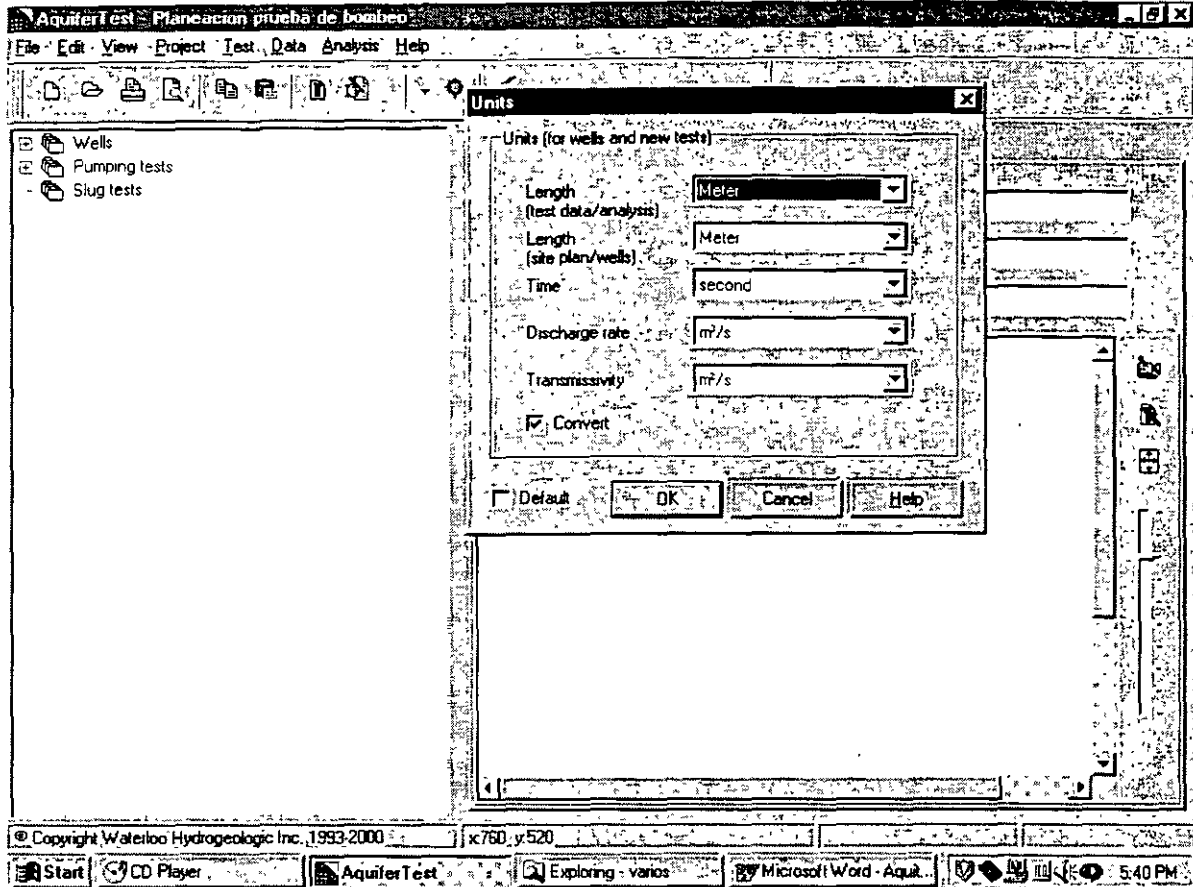 AquiferTest - Planeacion prueba de bombeo
File Edit View Project Test Data Analysis Help
Units
Units (for wells and new tests)
Wells
Pumping tests
Slug tests
Length
(test data/analysis)
Meter
Length
(site plan/wells)
Meter
Time
second
Discharge rate
m³/s
Transmissivity
m²/s
Convert
Default
OK
Cancel
Help
© Copyright Waterloo Hydrogeologic Inc., 1993-2000
x:760 y:520
Start
CD Player
AquiferTest
Exploring - varios
Microsoft Word - Aquit...
5:40 PM